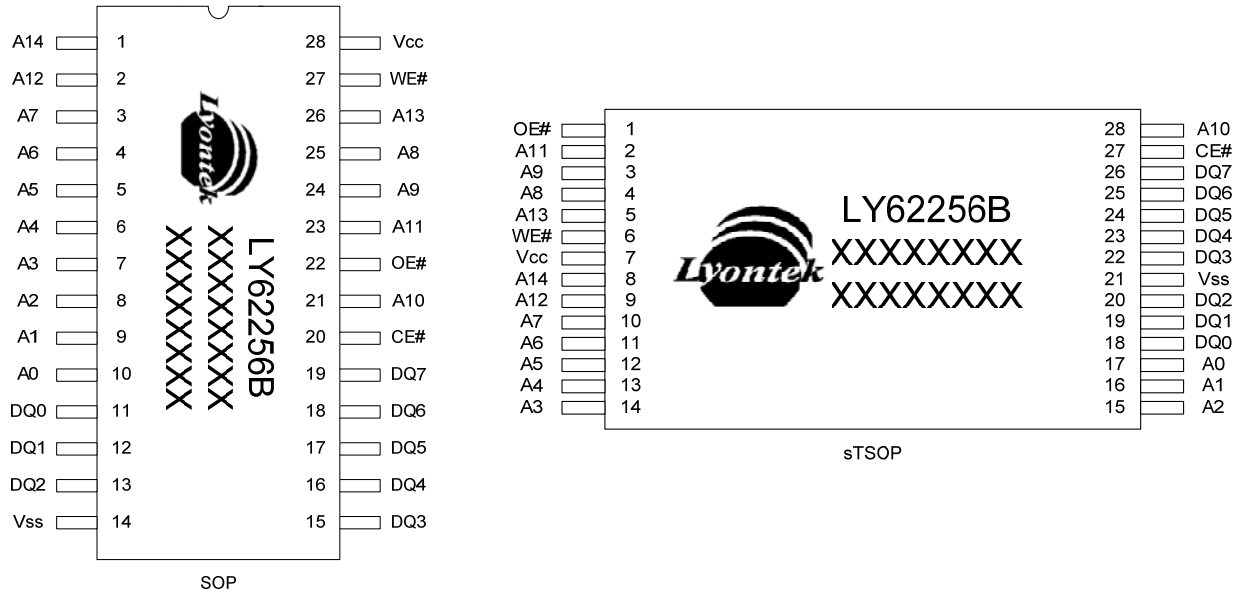 A14 1 28 Vcc
A12 2 27 WE#
A7 3 26 A13
A6 4 25 A8
A5 5 24 A9
A4 6 23 A11
A3 7 22 OE#
A2 8 21 A10
A1 9 20 CE#
A0 10 19 DQ7
DQ0 11 18 DQ6
DQ1 12 17 DQ5
DQ2 13 16 DQ4
Vss 14 15 DQ3
Lyontek
LY62256B
XXXXXXXX
XXXXXXXX
SOP
OE# 1 28 A10
A11 2 27 CE#
A9 3 26 DQ7
A8 4 25 DQ6
A13 5 24 DQ5
WE# 6 23 DQ4
Vcc 7 22 DQ3
A14 8 21 Vss
A12 9 20 DQ2
A7 10 19 DQ1
A6 11 18 DQ0
A5 12 17 A0
A4 13 16 A1
A3 14 15 A2
Lyontek
LY62256B
XXXXXXXX
XXXXXXXX
sTSOP